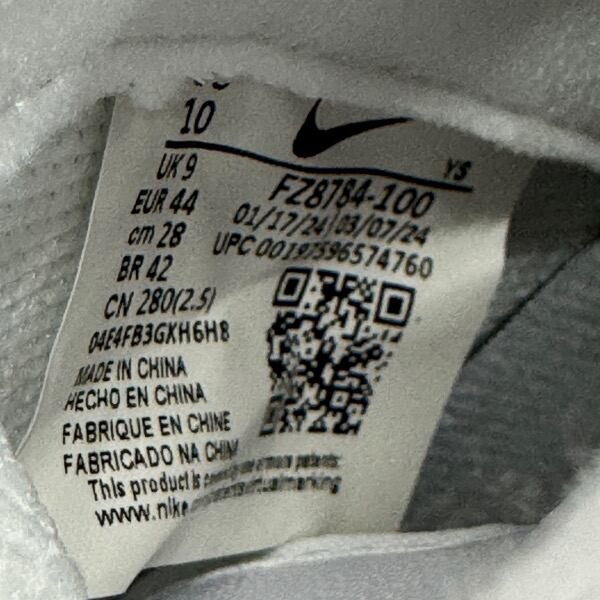 10
UK 9
EUR 44
cm 28
BR 42
CN 280(2.5)
04E4FB3GKH6H8
MADE IN CHINA
HECHO EN CHINA
FABRIQUE EN CHINE
FABRICADO NA CHINA
This product is more patents:
www.nike
YS
FZ8784-100
01/17/24 03/07/24
UPC 00197596574760